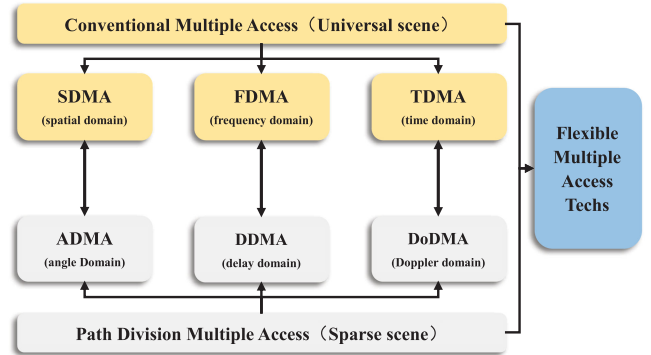 Conventional Multiple Access（Universal scene）
SDMA
(spatial domain)
FDMA
(frequency domain)
TDMA
(time domain)
Flexible
Multiple
Access
Techs
ADMA
(angle Domain)
DDMA
(delay domain)
DoDMA
(Doppler domain)
Path Division Multiple Access（Sparse scene）